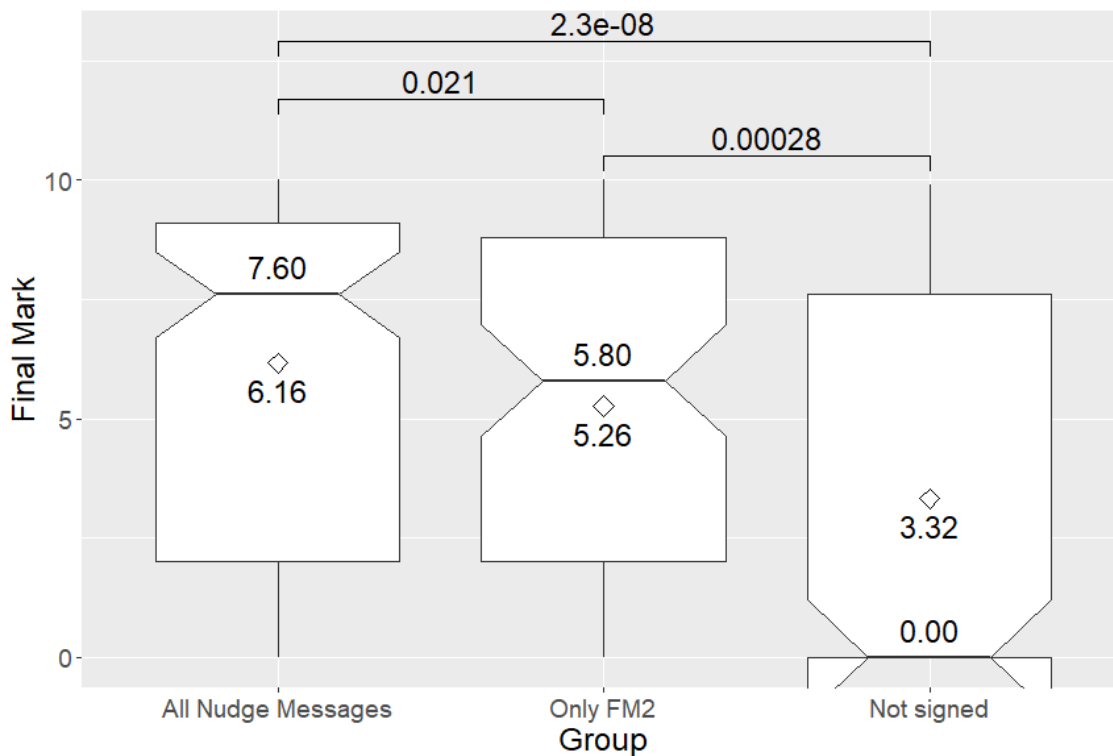 2.3e-08
0.021
0.00028
10
7.60
5.80
6.16
5.26
5
3.32
0.00
0
Final Mark
All Nudge Messages Only FM2 Not signed
Group